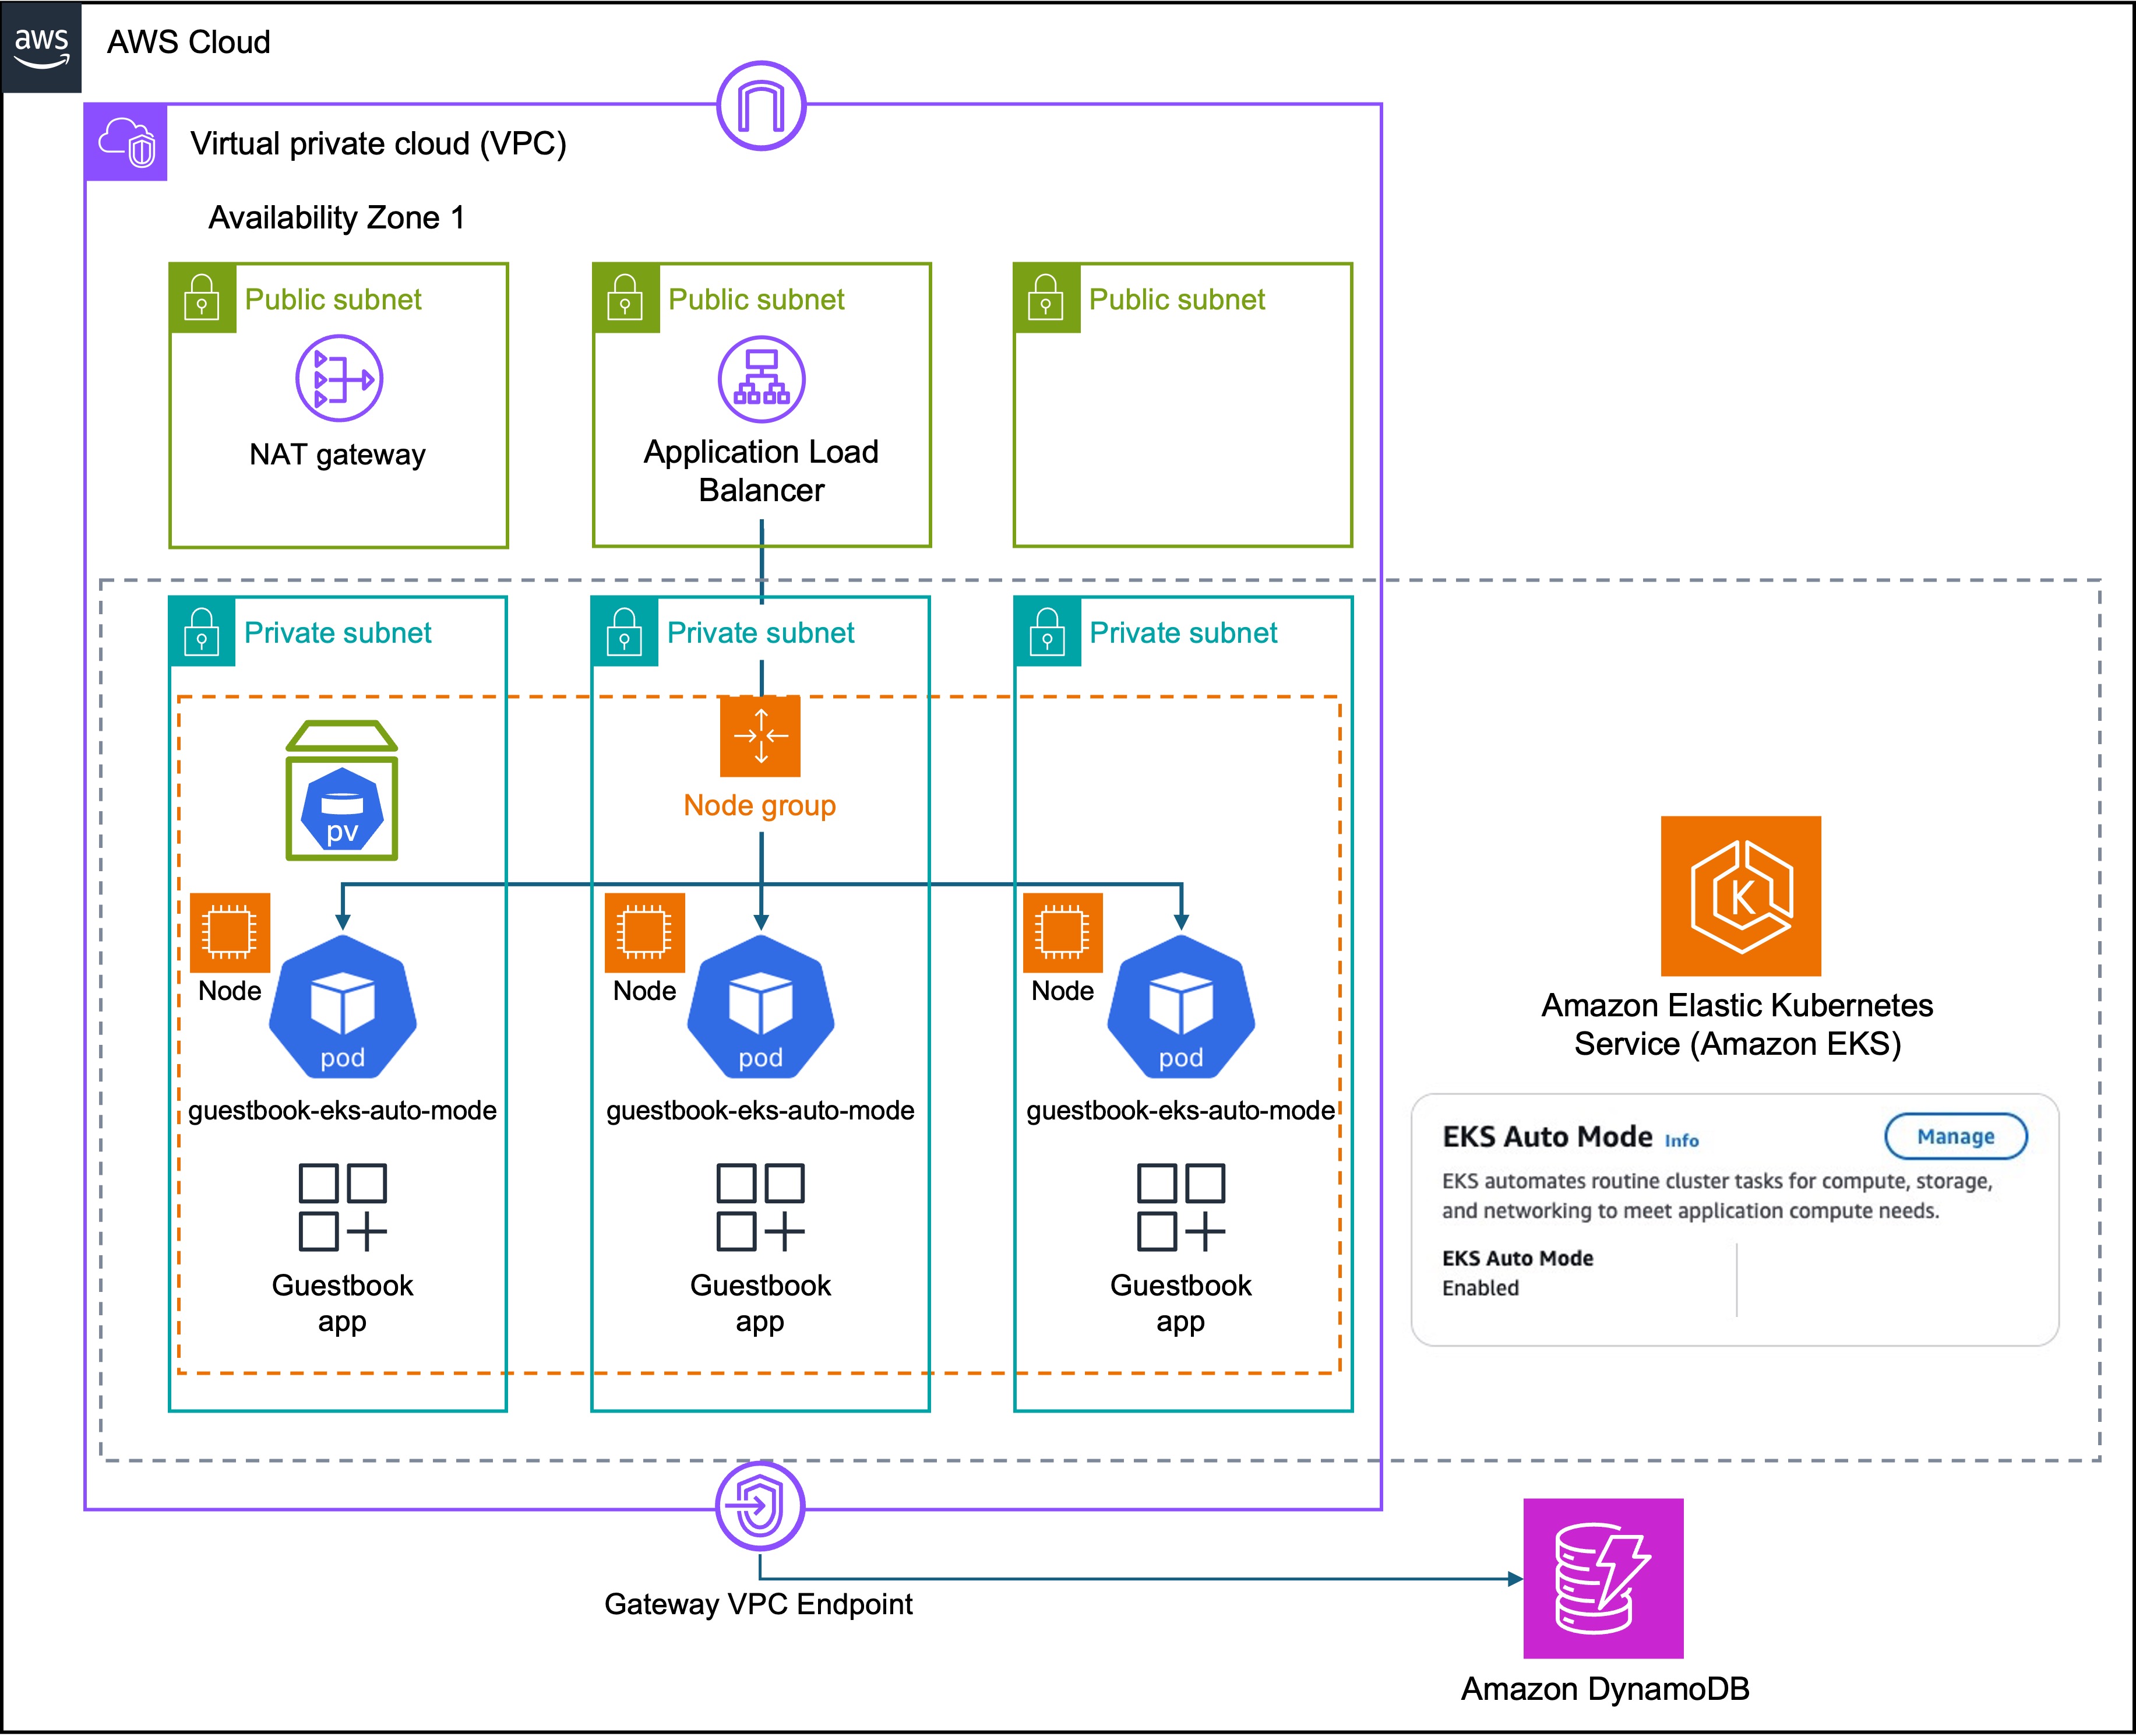 aws
AWS Cloud
Virtual private cloud (VPC)
Availability Zone 1
Public subnet
NAT gateway
Public subnet
Application Load
Balancer
Public subnet
Private subnet
Private subnet
Private subnet
pv
Node group
Node
pod
guestbook-eks-auto-mode
Guestbook
app
Node
pod
guestbook-eks-auto-mode
Guestbook
app
Node
pod
guestbook-eks-auto-mode
Guestbook
app
K
Amazon Elastic Kubernetes
Service (Amazon EKS)
EKS Auto Mode Info
Manage
EKS automates routine cluster tasks for compute, storage,
and networking to meet application compute needs.
EKS Auto Mode
Enabled
Gateway VPC Endpoint
Amazon DynamoDB